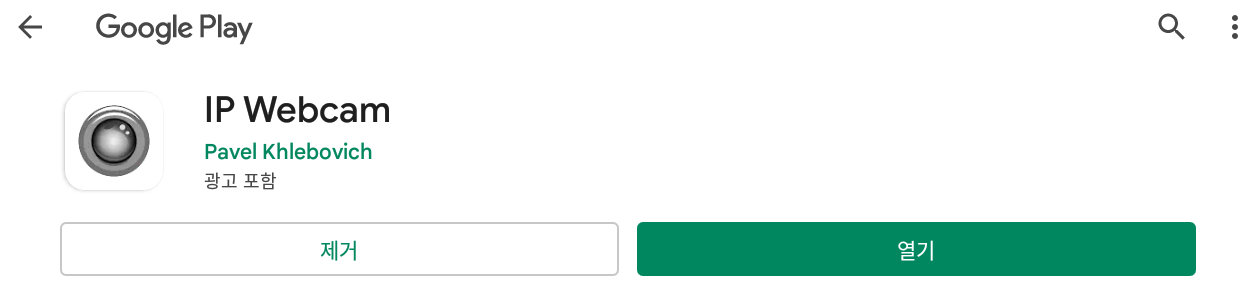 Google Play
IP Webcam
Pavel Khlebovich
광고 포함
제거
열기